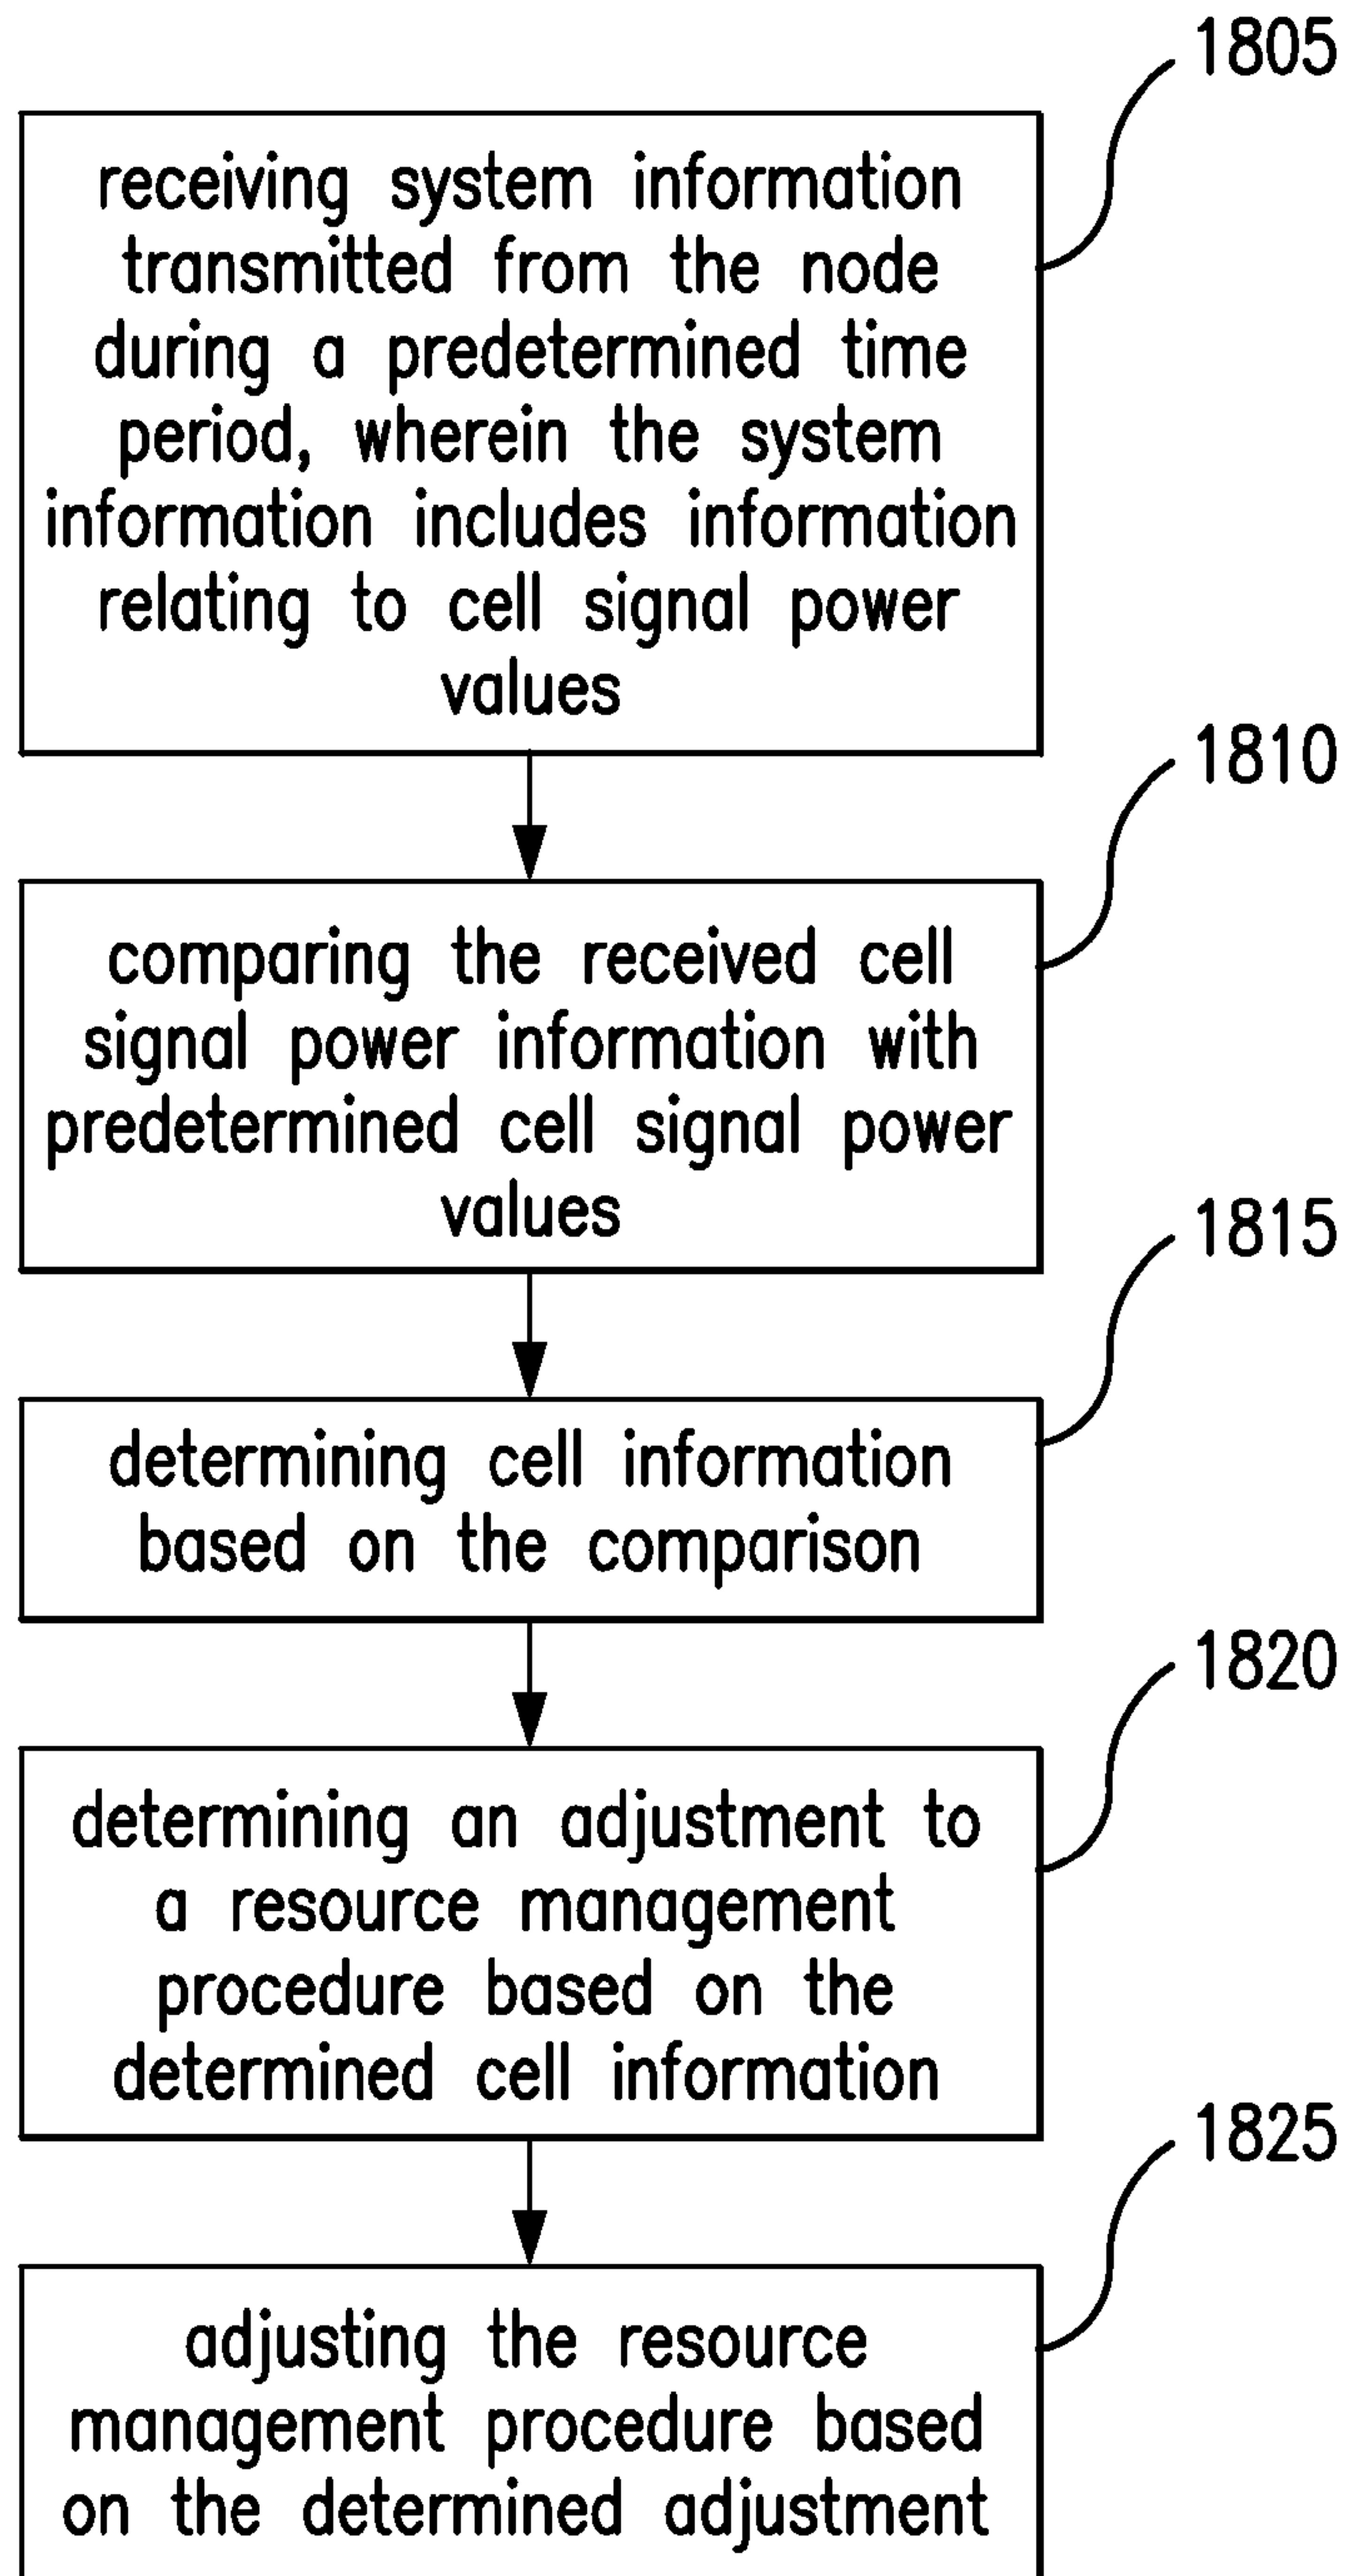 1805
receiving system information
transmitted from the node
during a predetermined time
period, wherein the system
information includes information
relating to cell signal power
values
1810
comparing the received cell
signal power information with
predetermined cell signal power
values
1815
determining cell information
based on the comparison
1820
determining an adjustment to
a resource management
procedure based on the
determined cell information
1825
adjusting the resource
management procedure based
on the determined adjustment